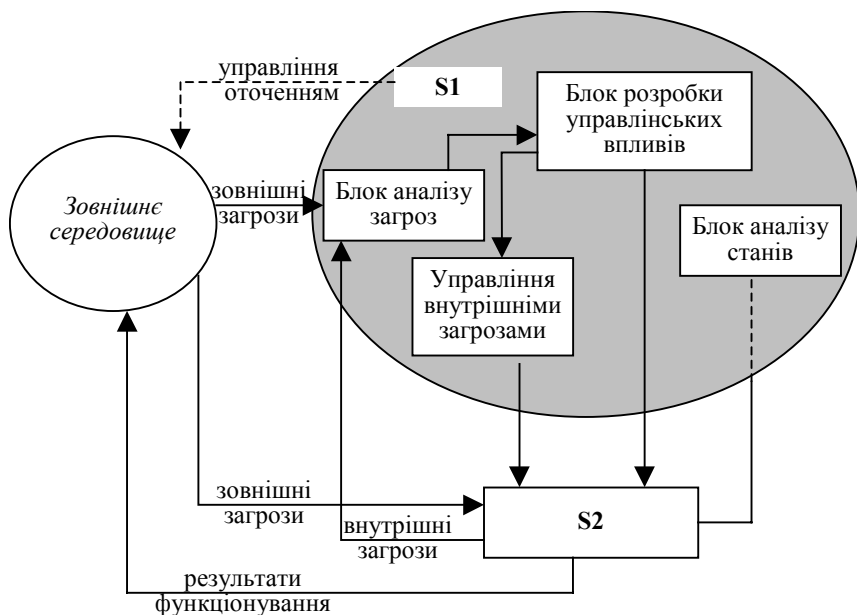 управління
оточенням
S1
Блок розробки
управлінських
впливів
Зовнішнє
середовище
зовнішні
загрози
Блок аналізу
загроз
Блок аналізу
станів
Управління
внутрішніми
загрозами
зовнішні
загрози
внутрішні
загрози
S2
результати
функціонування